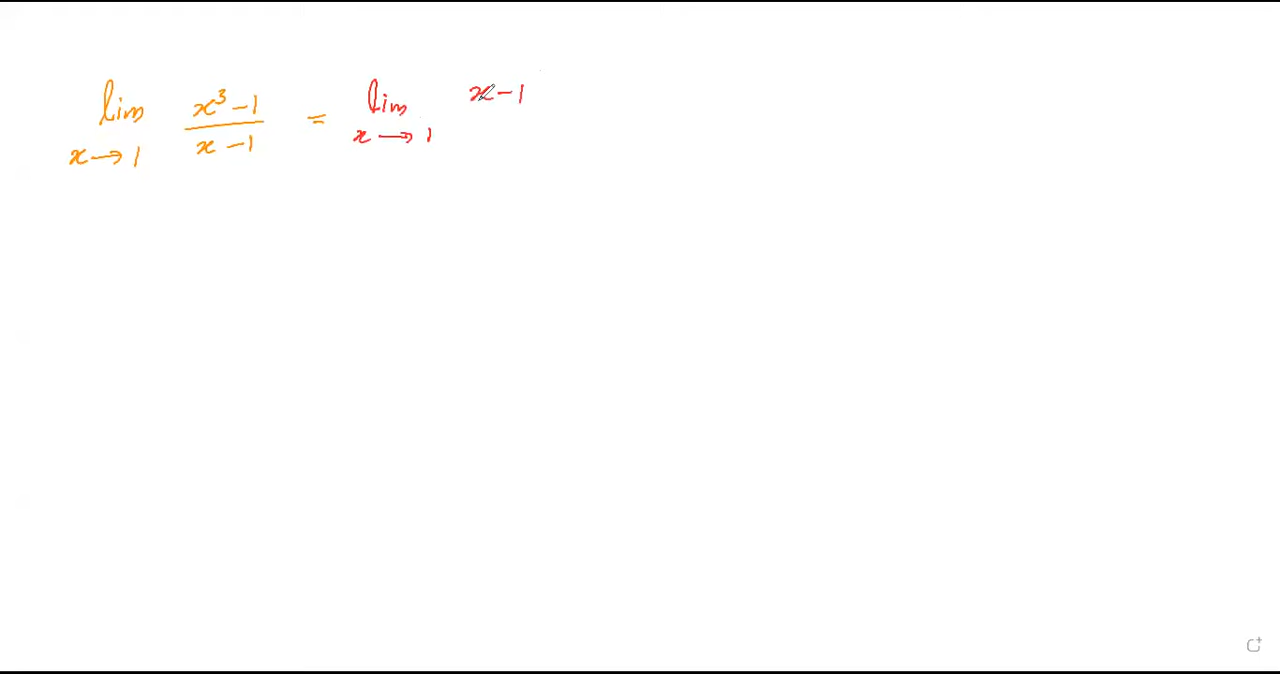 lim x→1 x³-1/x-1 = lim x→1 x-1